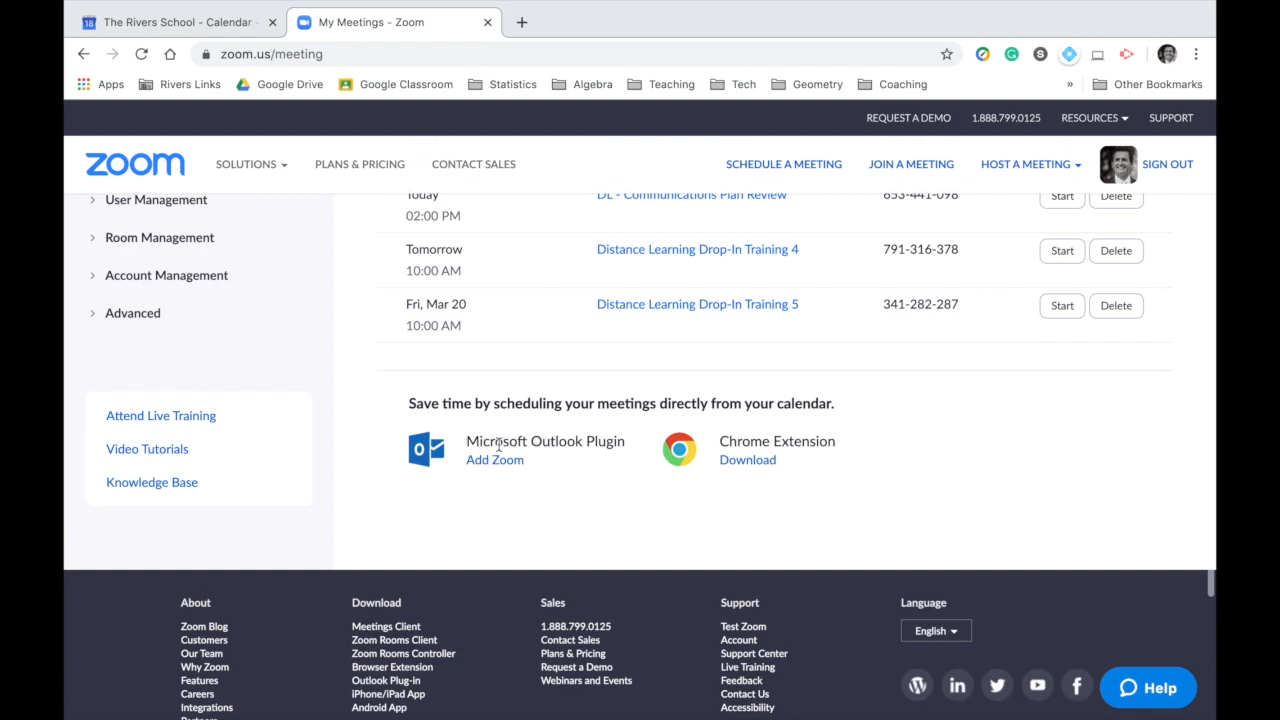 18 The Rivers School - Calendar -
My Meetings - Zoom
zoom.us/meeting
Apps Rivers Links Google Drive Google Classroom Statistics Algebra Teaching Tech Geometry Coaching » Other Bookmarks
REQUEST A DEMO 1.888.799.0125 RESOURCES SUPPORT
zoom SOLUTIONS PLANS & PRICING CONTACT SALES SCHEDULE A MEETING JOIN A MEETING HOST A MEETING SIGN OUT
User Management
Room Management
Account Management
Advanced
Attend Live Training
Video Tutorials
Knowledge Base
Today DL - Communications Plan Review 653-441-098 Start Delete
02:00 PM
Tomorrow Distance Learning Drop-In Training 4 791-316-378 Start Delete
10:00 AM
Fri, Mar 20 Distance Learning Drop-In Training 5 341-282-287 Start Delete
10:00 AM
Save time by scheduling your meetings directly from your calendar.
Microsoft Outlook Plugin
Add Zoom
Chrome Extension
Download
About
Zoom Blog
Customers
Our Team
Why Zoom
Features
Careers
Integrations
Partners
Download
Meetings Client
Zoom Rooms Client
Zoom Rooms Controller
Browser Extension
Outlook Plug-in
iPhone/iPad App
Android App
Sales
1.888.799.0125
Contact Sales
Plans & Pricing
Request a Demo
Webinars and Events
Support
Test Zoom
Account
Support Center
Live Training
Feedback
Contact Us
Accessibility
Language
English
Help